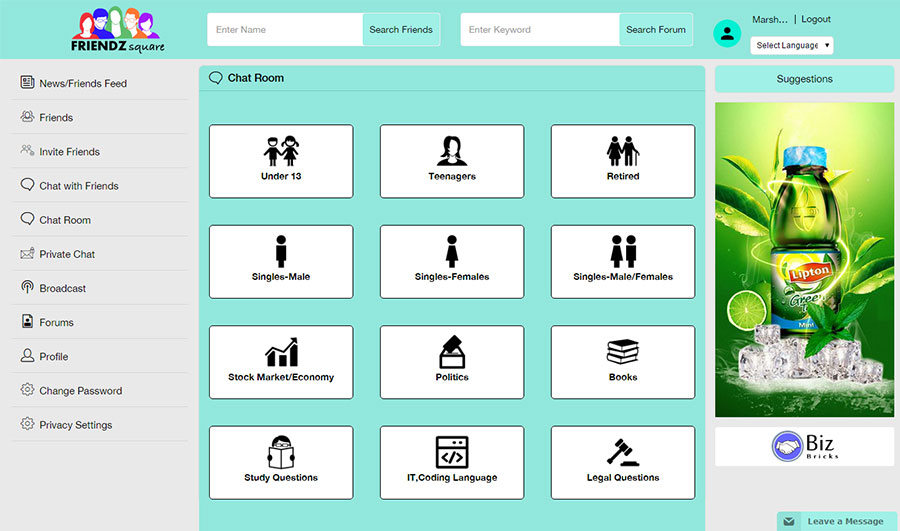 FRIENDZ square
Enter Name
Search Friends
Enter Keyword
Search Forum
Marsh... | Logout
Select Language
News/Friends Feed
Friends
Invite Friends
Chat with Friends
Chat Room
Private Chat
Broadcast
Forums
Profile
Change Password
Privacy Settings
Chat Room
Under 13
Teenagers
Retired
Singles-Male
Singles-Females
Singles-Male/Females
Stock Market/Economy
Politics
Books
Study Questions
IT,Coding Language
Legal Questions
Suggestions
Lipton
Green
Mint
Biz
Bricks
Leave a Message